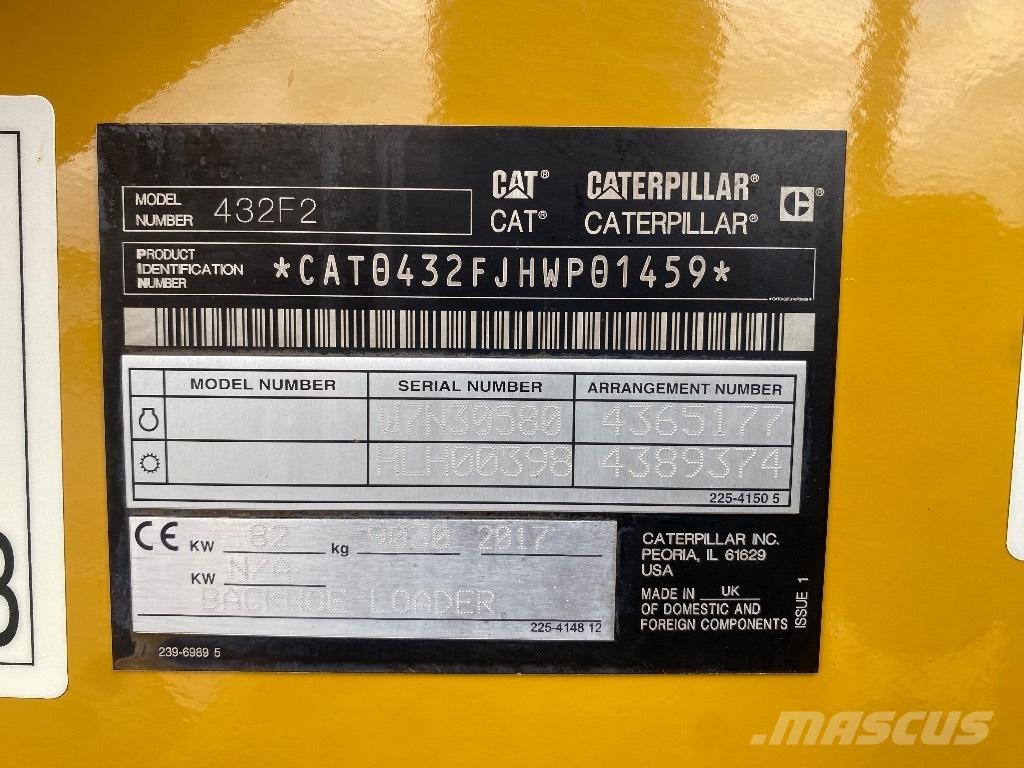 MODEL NUMBER 432F2
CAT® CATERPILLAR®
CAT® CATERPILLAR®
PRODUCT IDENTIFICATION NUMBER *CAT0432FJHWP01459*
MODEL NUMBER SERIAL NUMBER ARRANGEMENT NUMBER
W7N30580 4365177
HLH00398 4389374
225-4150 5
CE KW 82 kg 9030 2017
KW N/A
BACKHOE LOADER
225-4148 12
239-6989 5
CATERPILLAR INC.
PEORIA, IL 61629
USA
MADE IN UK
OF DOMESTIC AND
FOREIGN COMPONENTS
ISSUE 1
MASCUS